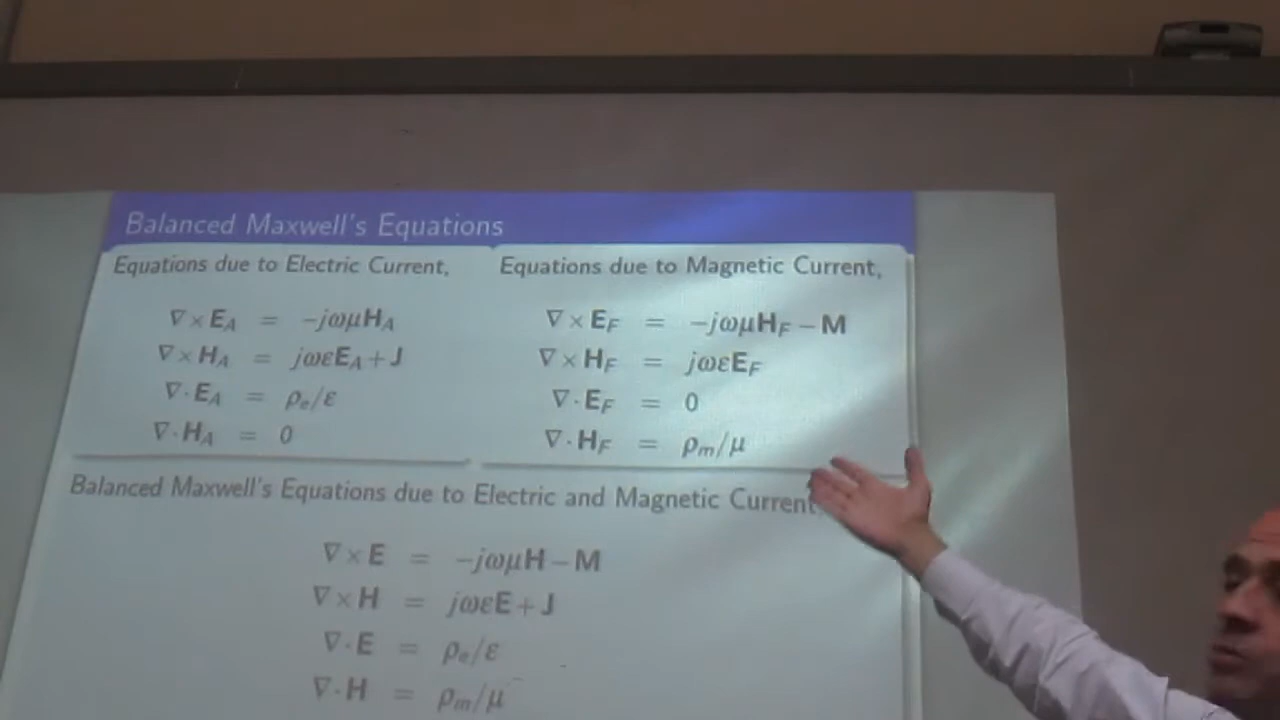 Balanced Maxwell's Equations
Equations due to Electric Current,
∇ × E_A = -jωμH_A
∇ × H_A = jωεE_A + J
∇ · E_A = ρ_e/ε
∇ · H_A = 0
Equations due to Magnetic Current,
∇ × E_F = -jωμH_F - M
∇ × H_F = jωεE_F
∇ · E_F = 0
∇ · H_F = ρ_m/μ
Balanced Maxwell's Equations due to Electric and Magnetic Current,
∇ × E = -jωμH - M
∇ × H = jωεE + J
∇ · E = ρ_e/ε
∇ · H = ρ_m/μ